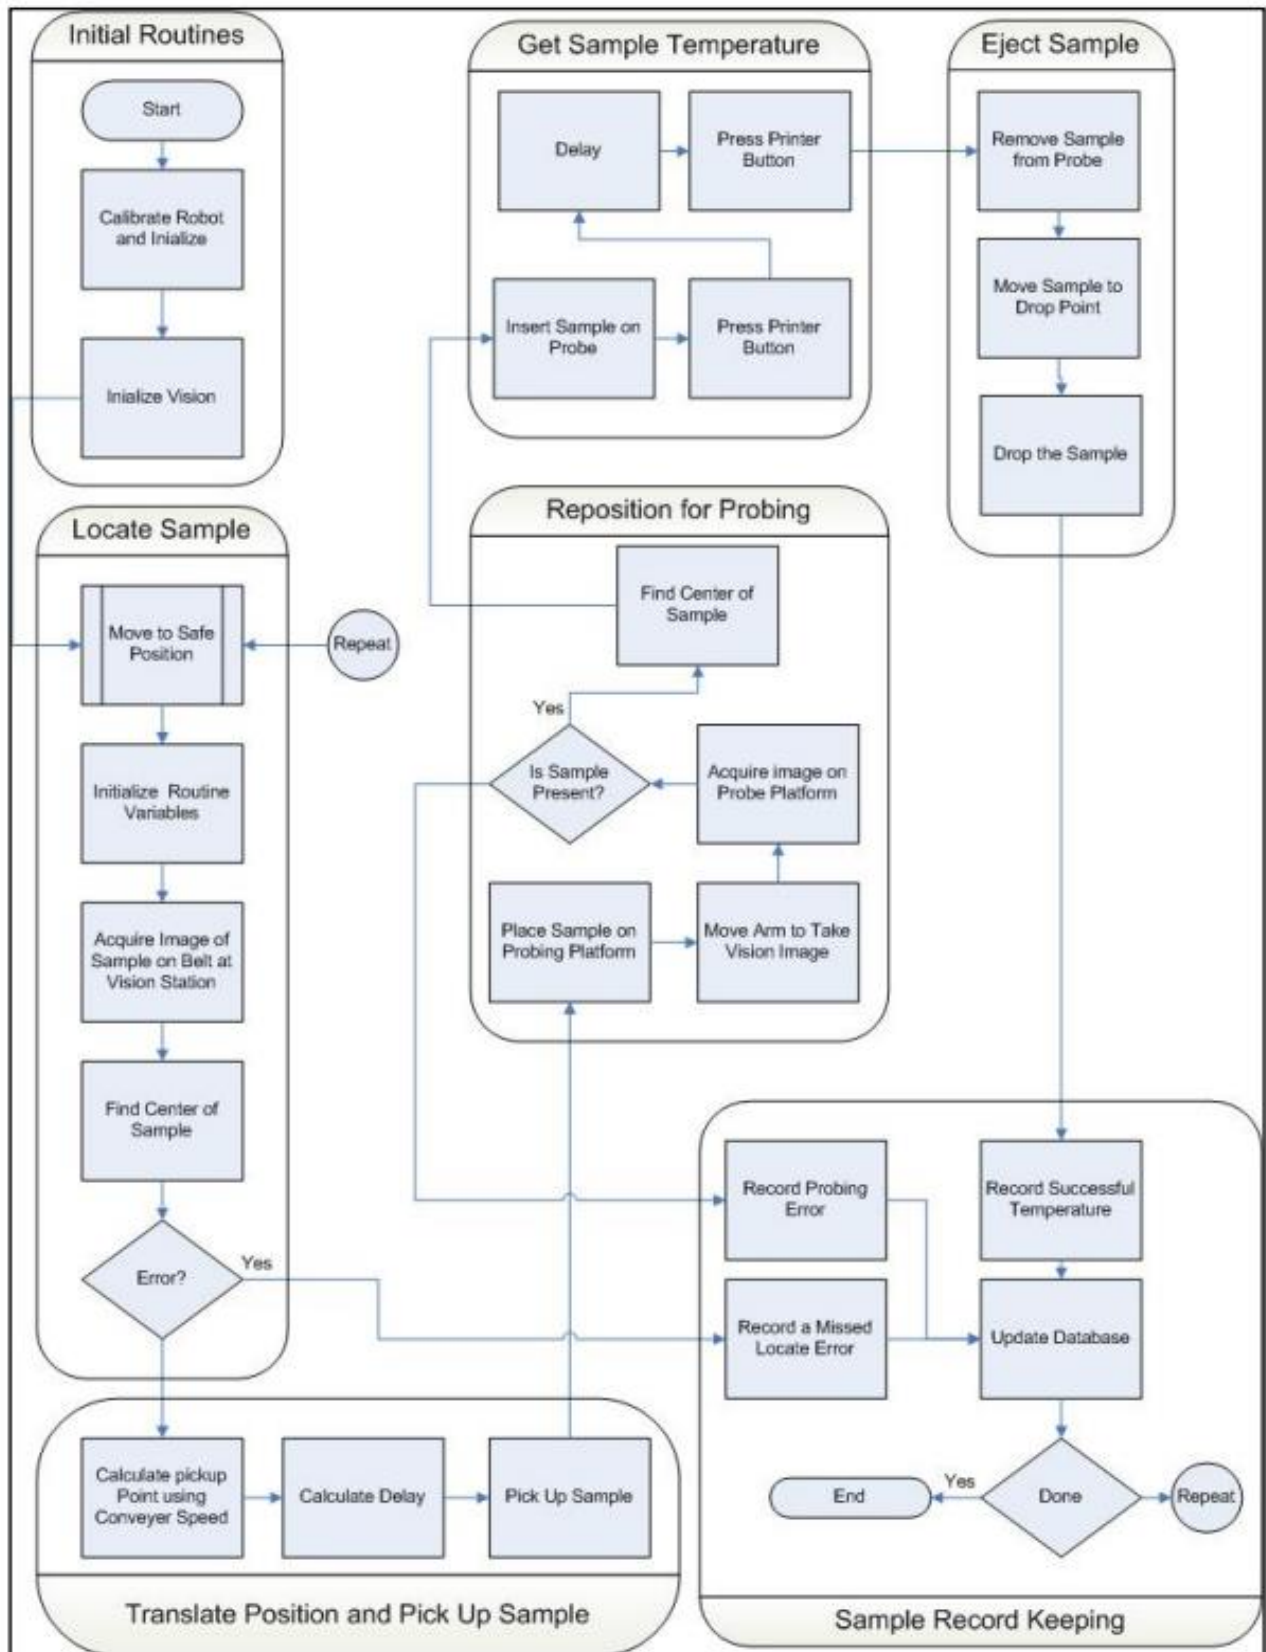 Initial Routines
Start
Calibrate Robot
and Inialize
Inialize Vision
Locate Sample
Move to Safe
Position
Repeat
Initialize Routine
Variables
Acquire Image of
Sample on Belt at
Vision Station
Find Center of
Sample
Error?
Yes
Calculate pickup
Point using
Conveyer Speed
Calculate Delay
Pick Up Sample
Translate Position and Pick Up Sample
Reposition for Probing
Place Sample on
Probing Platform
Move Arm to Take
Vision Image
Acquire image on
Probe Platform
Is Sample
Present?
Yes
Find Center of
Sample
Get Sample Temperature
Insert Sample on
Probe
Press Printer
Button
Delay
Press Printer
Button
Eject Sample
Remove Sample
from Probe
Move Sample to
Drop Point
Drop the Sample
Record Probing
Error
Record Successful
Temperature
Record a Missed
Locate Error
Update Database
Done
Yes
End
Repeat
Sample Record Keeping